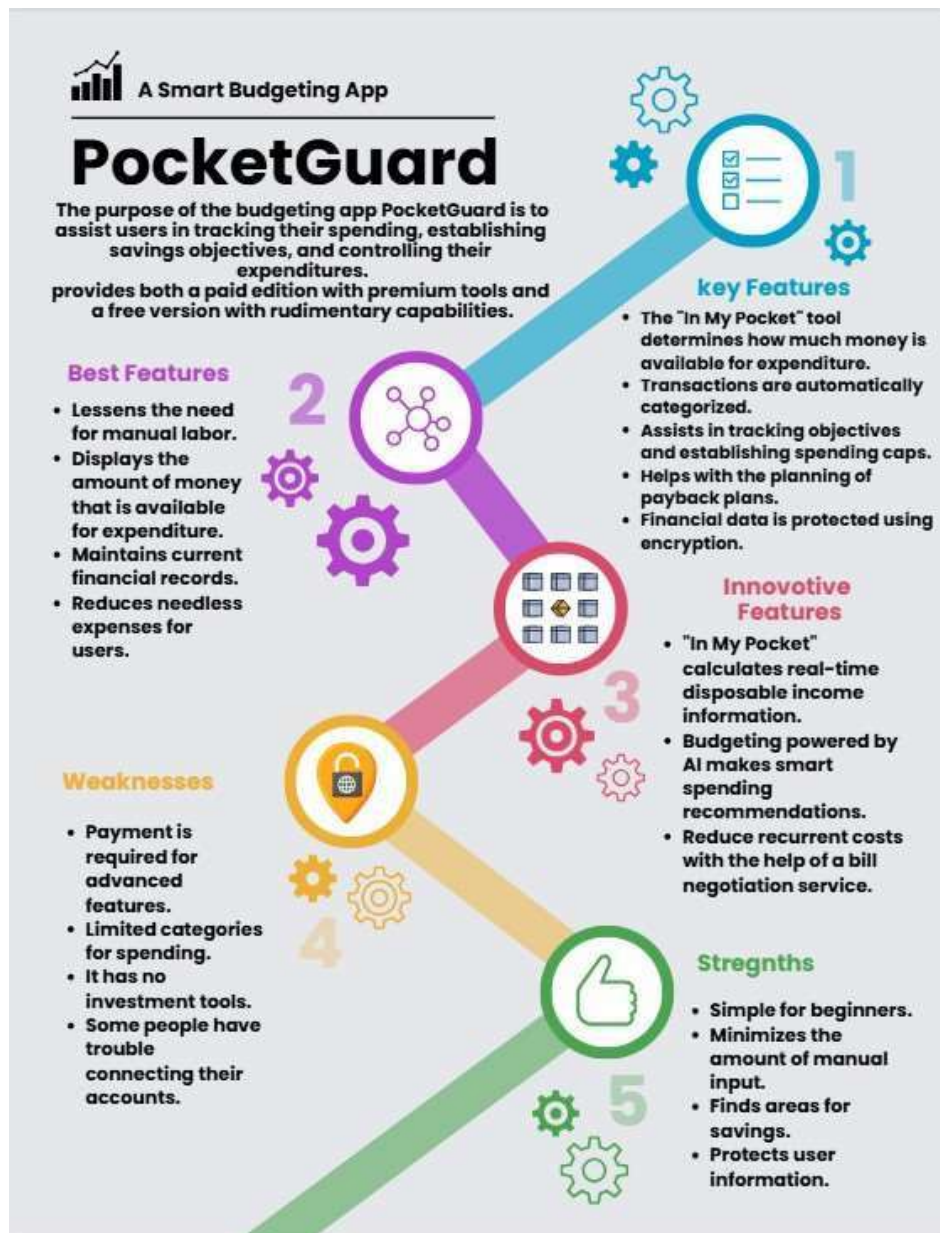 A Smart Budgeting App
PocketGuard
The purpose of the budgeting app PocketGuard is to
assist users in tracking their spending, establishing
savings objectives, and controlling their
expenditures.
provides both a paid edition with premium tools and
a free version with rudimentary capabilities.
1
key Features
• The "In My Pocket" tool
determines how much money is
available for expenditure.
• Transactions are automatically
categorized.
• Assists in tracking objectives
and establishing spending caps.
• Helps with the planning of
payback plans.
• Financial data is protected using
encryption.
2
Best Features
• Lessens the need
for manual labor.
• Displays the
amount of money
that is available
for expenditure.
• Maintains current
financial records.
• Reduces needless
expenses for
users.
3
Innovotive
Features
• "In My Pocket"
calculates real-time
disposable income
information.
• Budgeting powered by
AI makes smart
spending
recommendations.
• Reduce recurrent costs
with the help of a bill
negotiation service.
4
Weaknesses
• Payment is
required for
advanced
features.
• Limited categories
for spending.
• It has no
investment tools.
• Some people have
trouble
connecting their
accounts.
5
Stregnths
• Simple for beginners.
• Minimizes the
amount of manual
input.
• Finds areas for
savings.
• Protects user
information.